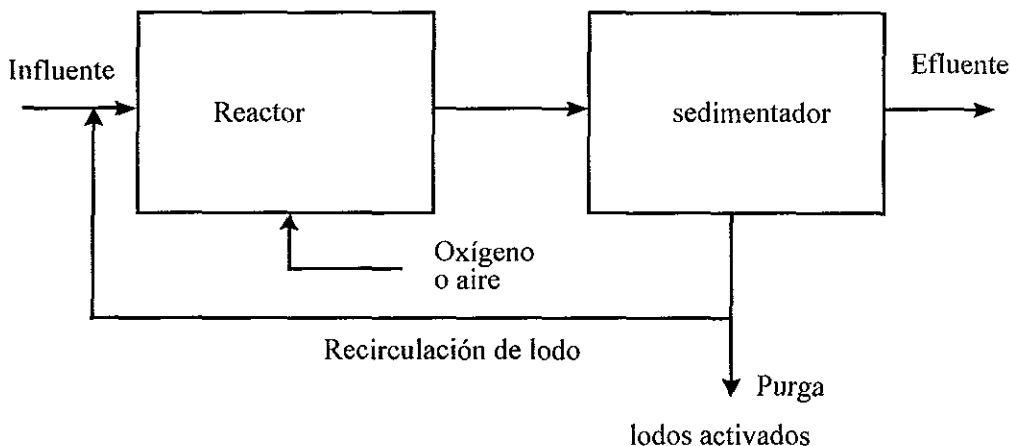 Influente
Reactor
sedimentador
Efluente
Oxígeno
o aire
Recirculación de lodo
Purga
lodos activados